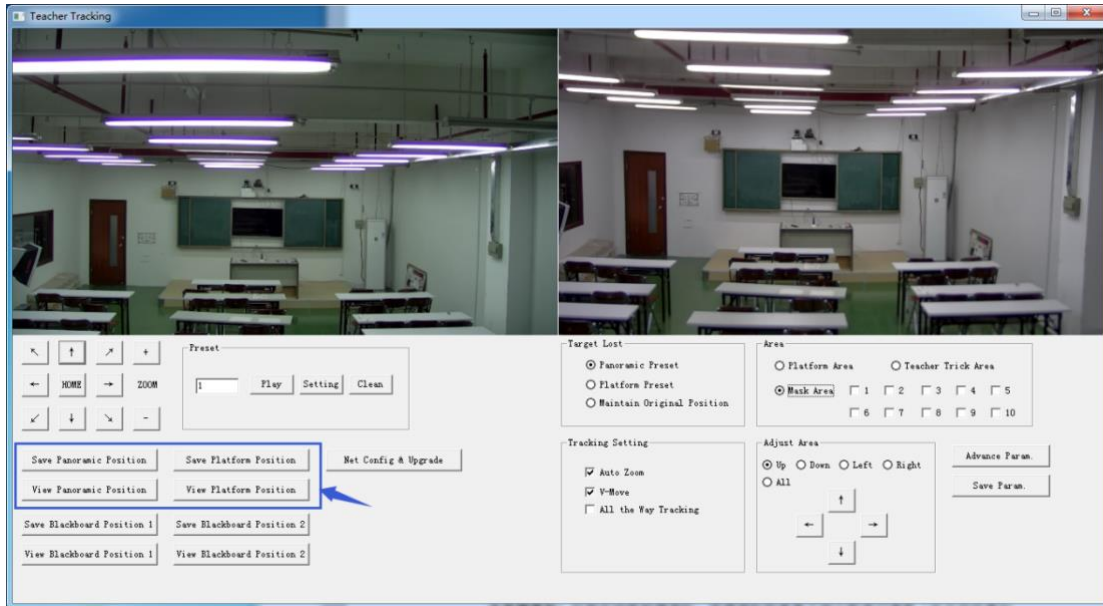 Teacher Tracking
Preset
+
HOME
ZOOM
1
Play
Setting
Clean
-
Save Panoramic Position
Save Platform Position
Net Config & Upgrade
View Panoramic Position
View Platform Position
Save Blackboard Position 1
Save Blackboard Position 2
View Blackboard Position 1
View Blackboard Position 2
Target Lost
Panoramic Preset
Platform Preset
Maintain Original Position
Area
Platform Area
Teacher Trick Area
Mask Area
1 2 3 4 5
6 7 8 9 10
Tracking Setting
Auto Zoom
V-Move
All the Way Tracking
Adjust Area
Up Down Left Right
All
Advance Param.
Save Param.